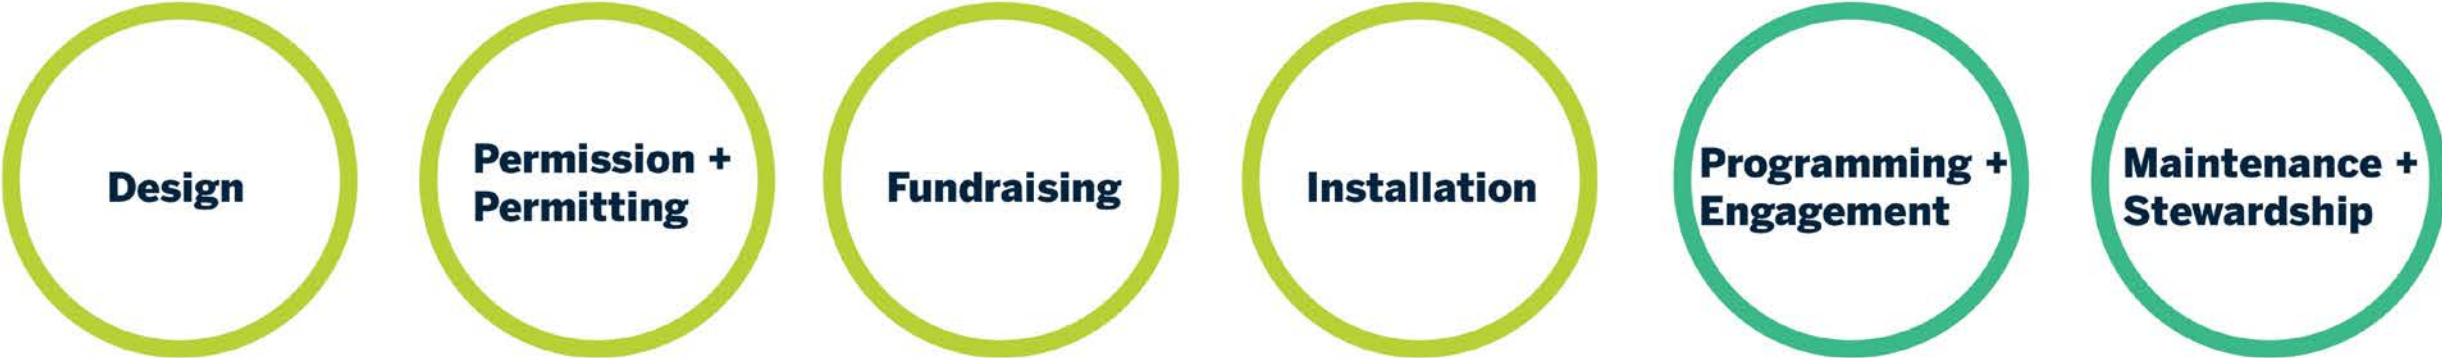 Design
Permission +
Permitting
Fundraising
Installation
Programming +
Engagement
Maintenance +
Stewardship